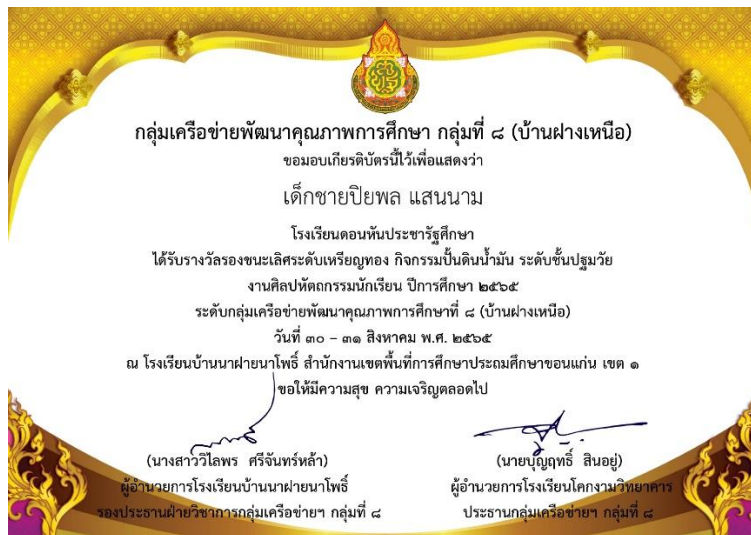 กลุ่มเครือข่ายพัฒนาคุณภาพการศึกษา กลุ่มที่ ๘ (บ้านฝางเหนือ)
ขอมอบเกียรติบัตรนี้ไว้เพื่อแสดงว่า
เด็กชายปิยพล แสนนาม
โรงเรียนดอนหันประชารัฐศึกษา
ได้รับรางวัลรองชนะเลิศระดับเหรียญทอง กิจกรรมปั้นดินน้ำมัน ระดับชั้นปฐมวัย
งานศิลปหัตถกรรมนักเรียน ปีการศึกษา ๒๕๖๕
ระดับกลุ่มเครือข่ายพัฒนาคุณภาพการศึกษาที่ ๘ (บ้านฝางเหนือ)
วันที่ ๓๐ – ๓๑ สิงหาคม พ.ศ. ๒๕๖๕
ณ โรงเรียนบ้านนาฝายนาโพธิ์ สำนักงานเขตพื้นที่การศึกษาประถมศึกษาขอนแก่น เขต ๑
ขอให้มีความสุข ความเจริญตลอดไป
(นางสาววิไลพร ศรีจันทร์หล้า)
(นายบุญฤทธิ์ สินอยู่)
ผู้อำนวยการโรงเรียนบ้านนาฝายนาโพธิ์
ผู้อำนวยการโรงเรียนโคกงามวิทยาคาร
รองประธานฝ่ายวิชาการกลุ่มเครือข่ายฯ กลุ่มที่ ๘
ประธานกลุ่มเครือข่ายฯ กลุ่มที่ ๘